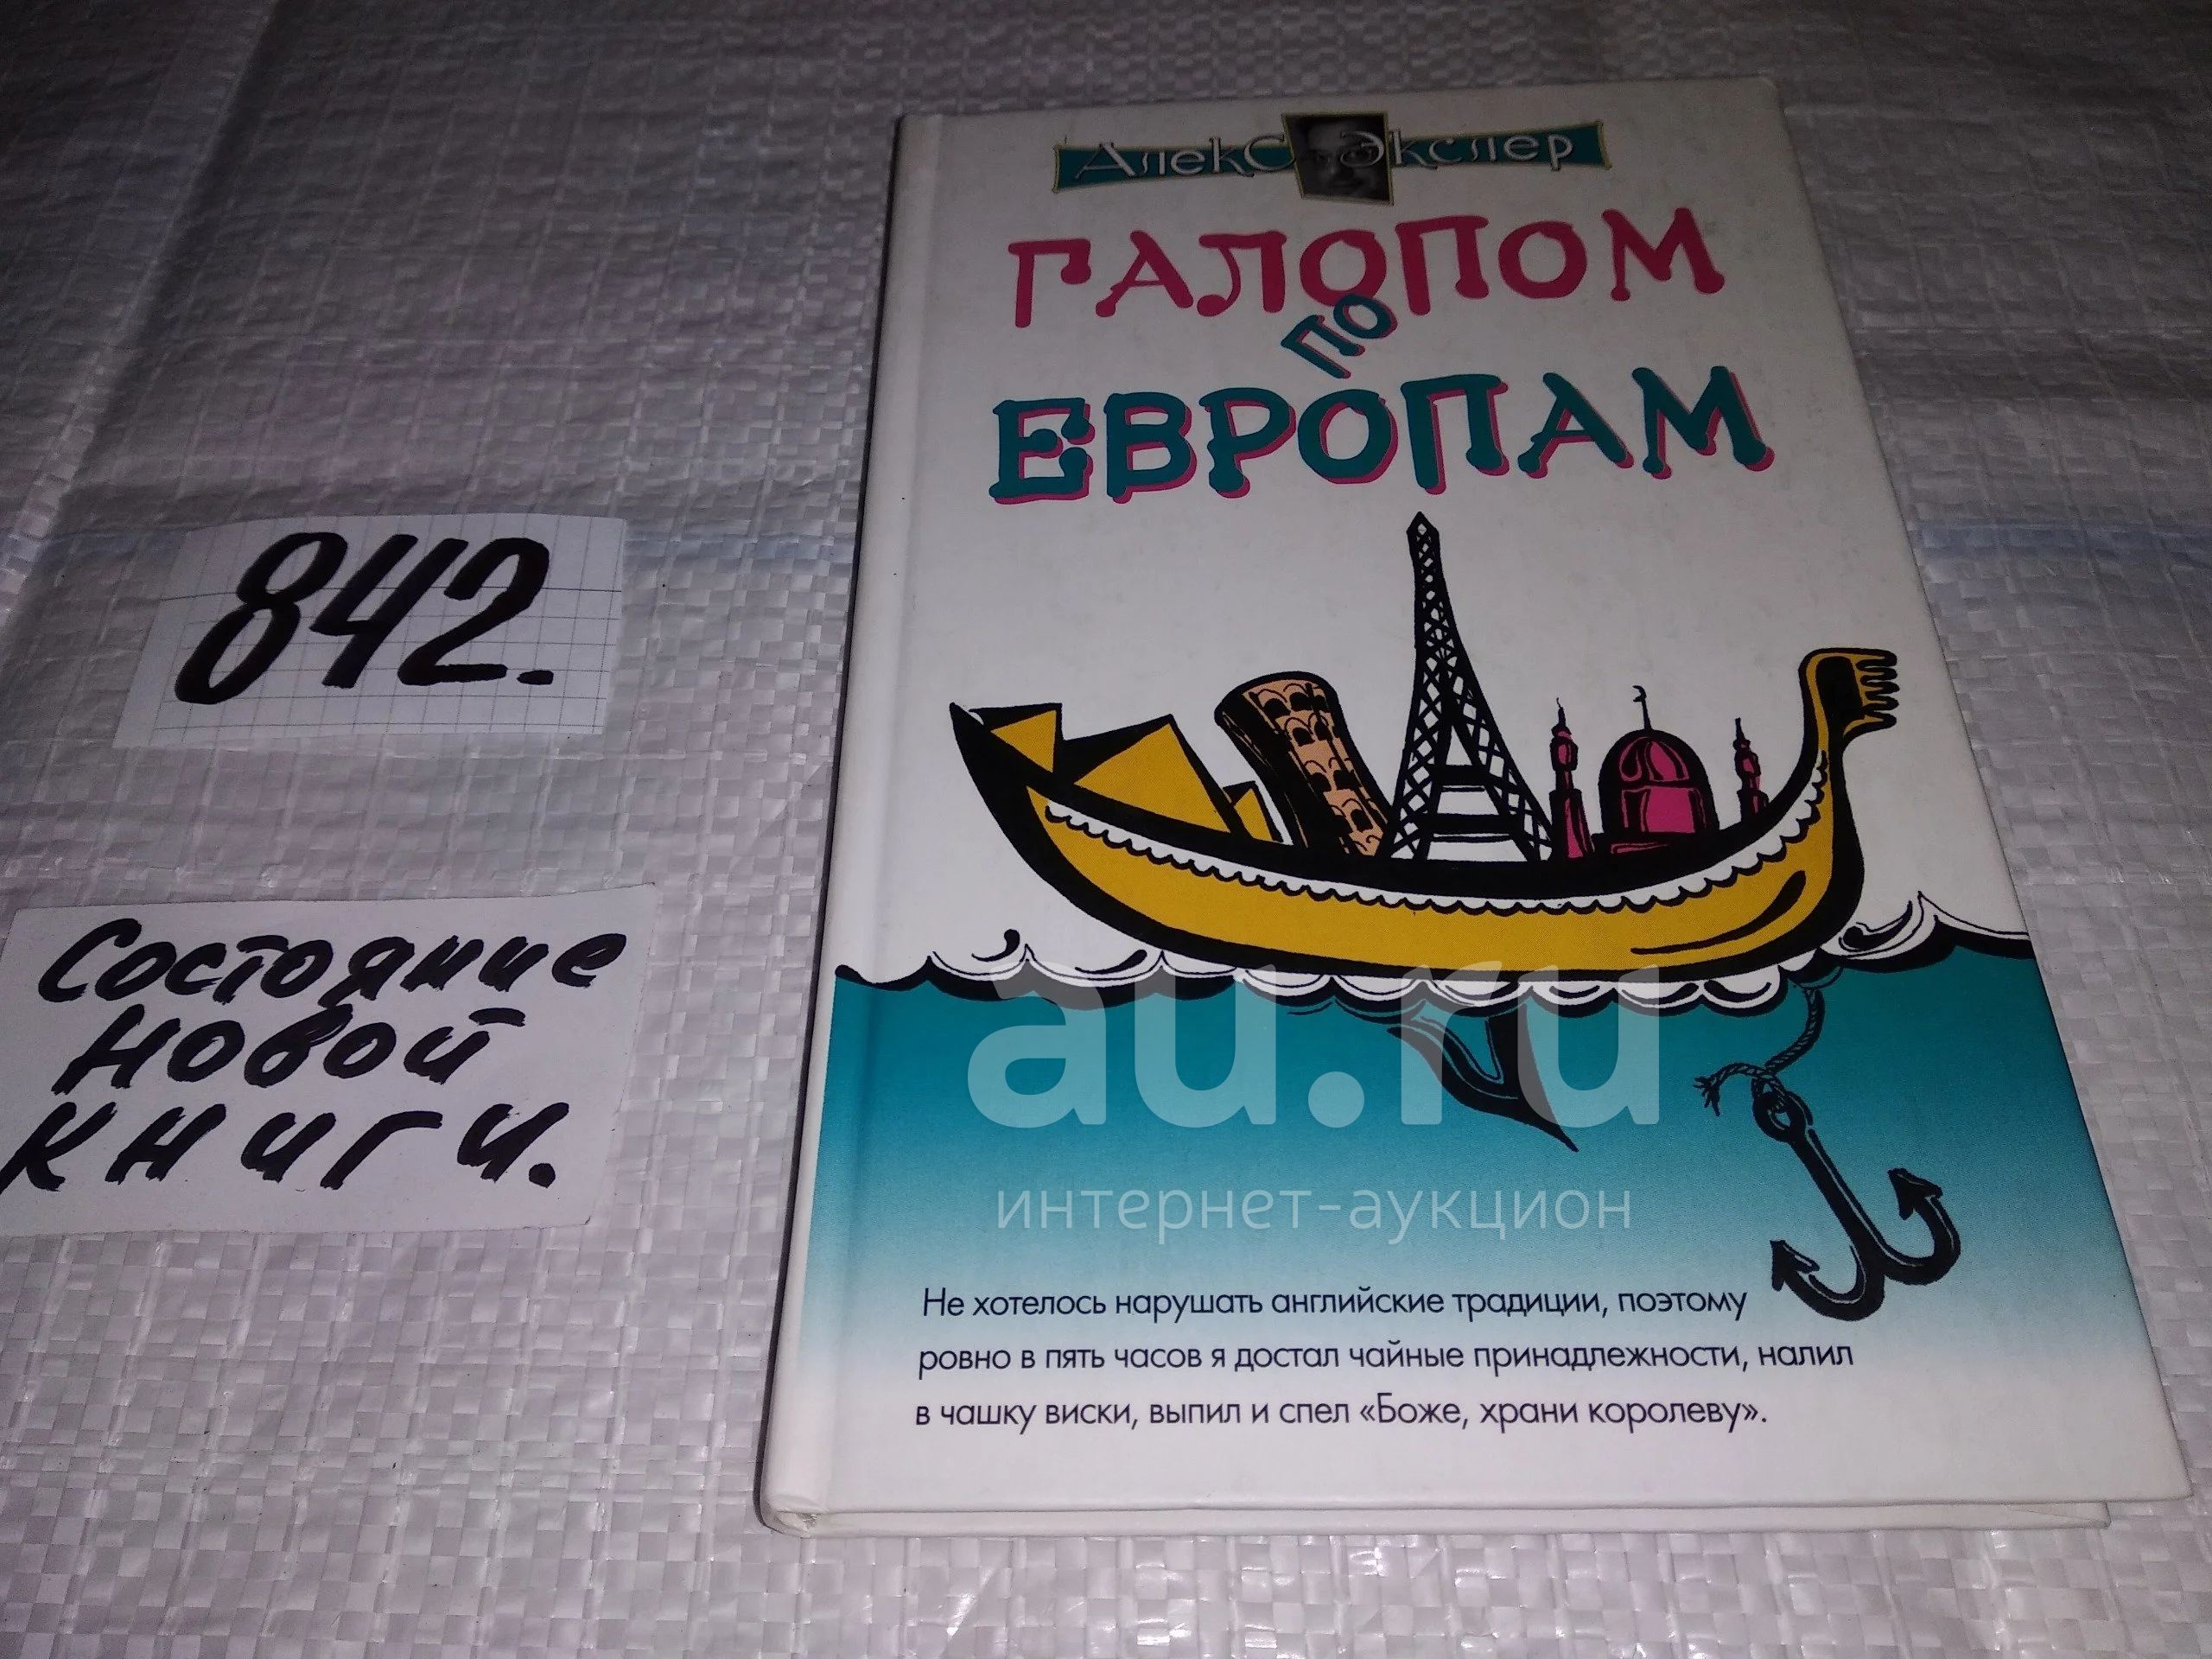 Алекс Экслер
ГАЛОПОМ
ПО
ЕВРОПАМ
842.
Состояние
новой
книги.
au.ru
интернет-аукцион
Не хотелось нарушать английские традиции, поэтому
ровно в пять часов я достал чайные принадлежности, налил
в чашку виски, выпил и спел «Боже, храни королеву».